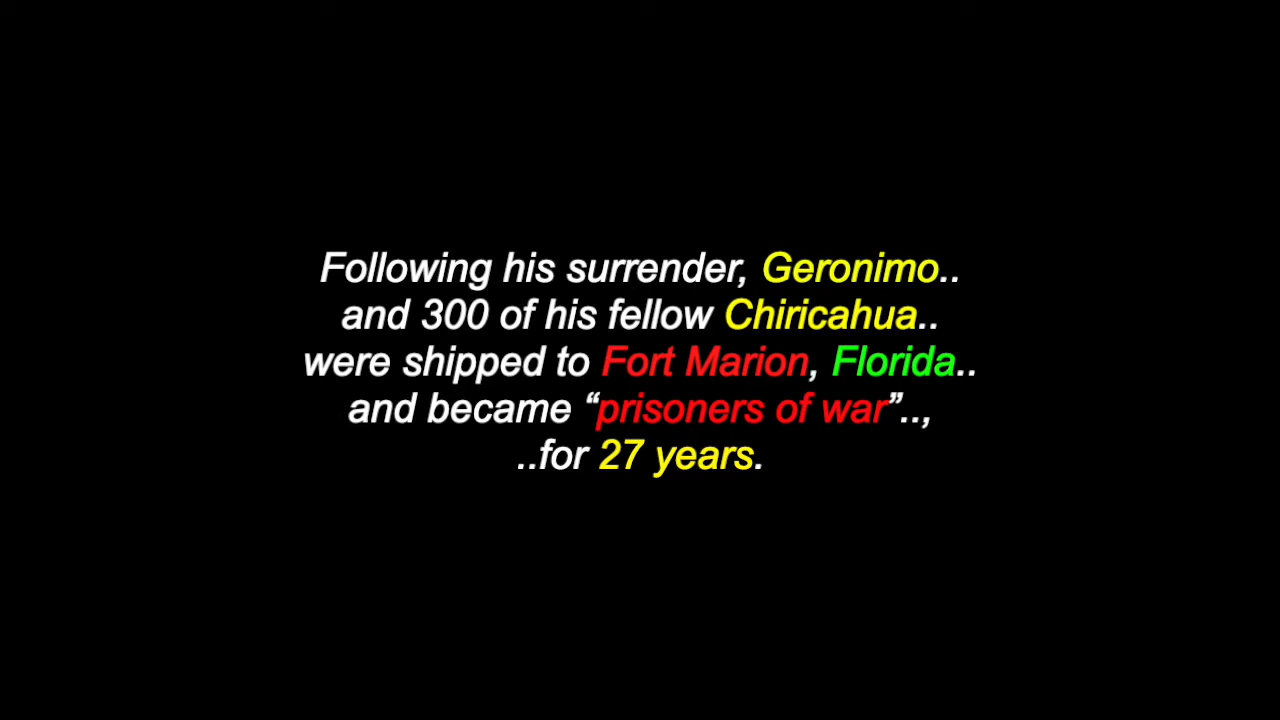 Following his surrender, Geronimo..
and 300 of his fellow Chiricahua..
were shipped to Fort Marion, Florida..
and became “prisoners of war”..,
..for 27 years.